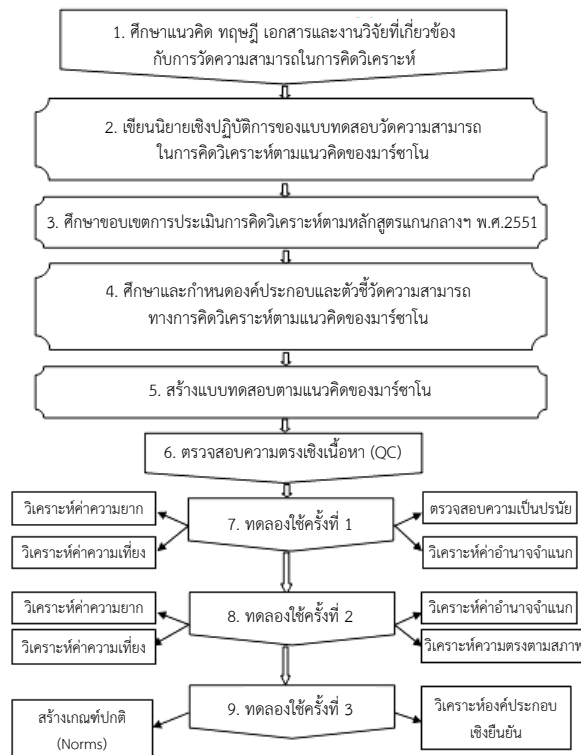 1. ศึกษาแนวคิด ทฤษฎี เอกสารและงานวิจัยที่เกี่ยวข้อง
กับการวัดความสามารถในการคิดวิเคราะห์
2. เขียนนิยายเชิงปฏิบัติการของแบบทดสอบวัดความสามารถ
ในการคิดวิเคราะห์ตามแนวคิดของมาร์ซาโน
3. ศึกษาขอบเขตการประเมินการคิดวิเคราะห์ตามหลักสูตรแกนกลางฯ พ.ศ.2551
4. ศึกษาและกำหนดองค์ประกอบและตัวชี้วัดความสามารถ
ทางการคิดวิเคราะห์ตามแนวคิดของมาร์ซาโน
5. สร้างแบบทดสอบตามแนวคิดของมาร์ซาโน
6. ตรวจสอบความตรงเชิงเนื้อหา (QC)
วิเคราะห์ค่าความยาก
วิเคราะห์ค่าความเที่ยง
7. ทดลองใช้ครั้งที่ 1
ตรวจสอบความเป็นปรนัย
วิเคราะห์ค่าอำนาจจำแนก
วิเคราะห์ค่าความยาก
วิเคราะห์ค่าความเที่ยง
8. ทดลองใช้ครั้งที่ 2
วิเคราะห์ค่าอำนาจจำแนก
วิเคราะห์ความตรงตามสภาพ
สร้างเกณฑ์ปกติ
(Norms)
9. ทดลองใช้ครั้งที่ 3
วิเคราะห์องค์ประกอบ
เชิงยืนยัน